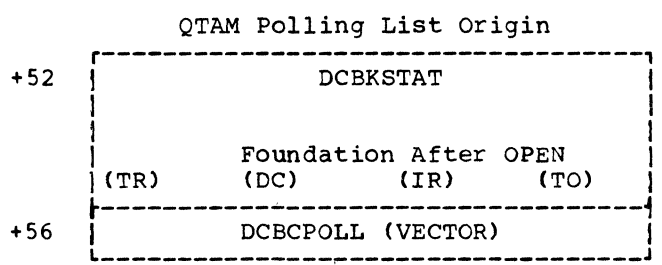 QTAM Polling List Origin
+52 DCBKSTAT
Foundation After OPEN
(TR) (DC) (IR) (TO)
+56 DCBCPOLL (VECTOR)